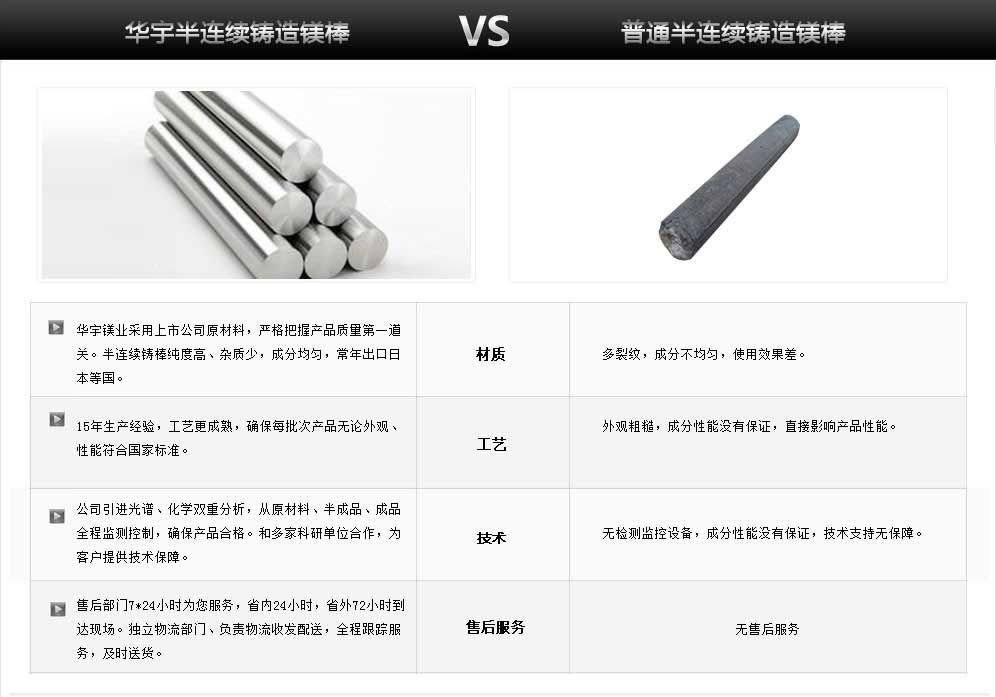 华宇半连续铸造镁棒 VS 普通半连续铸造镁棒
华宇镁业采用上市公司原材料，严格把握产品质量第一道
关。半连续铸棒纯度高、杂质少，成分均匀，常年出口日
本等国。
材质
多裂纹，成分不均匀，使用效果差。
15年生产经验，工艺更成熟，确保每批次产品无论外观、
性能符合国家标准。
工艺
外观粗糙，成分性能没有保证，直接影响产品性能。
公司引进光谱、化学双重分析，从原材料、半成品、成品
全程监测控制，确保产品合格。和多家科研单位合作，为
客户提供技术保障。
技术
无检测监控设备，成分性能没有保证，技术支持无保障。
售后部门7*24小时为您服务，省内24小时，省外72小时到
达现场。独立物流部门、负责物流收发配送，全程跟踪服
务，及时送货。
售后服务
无售后服务